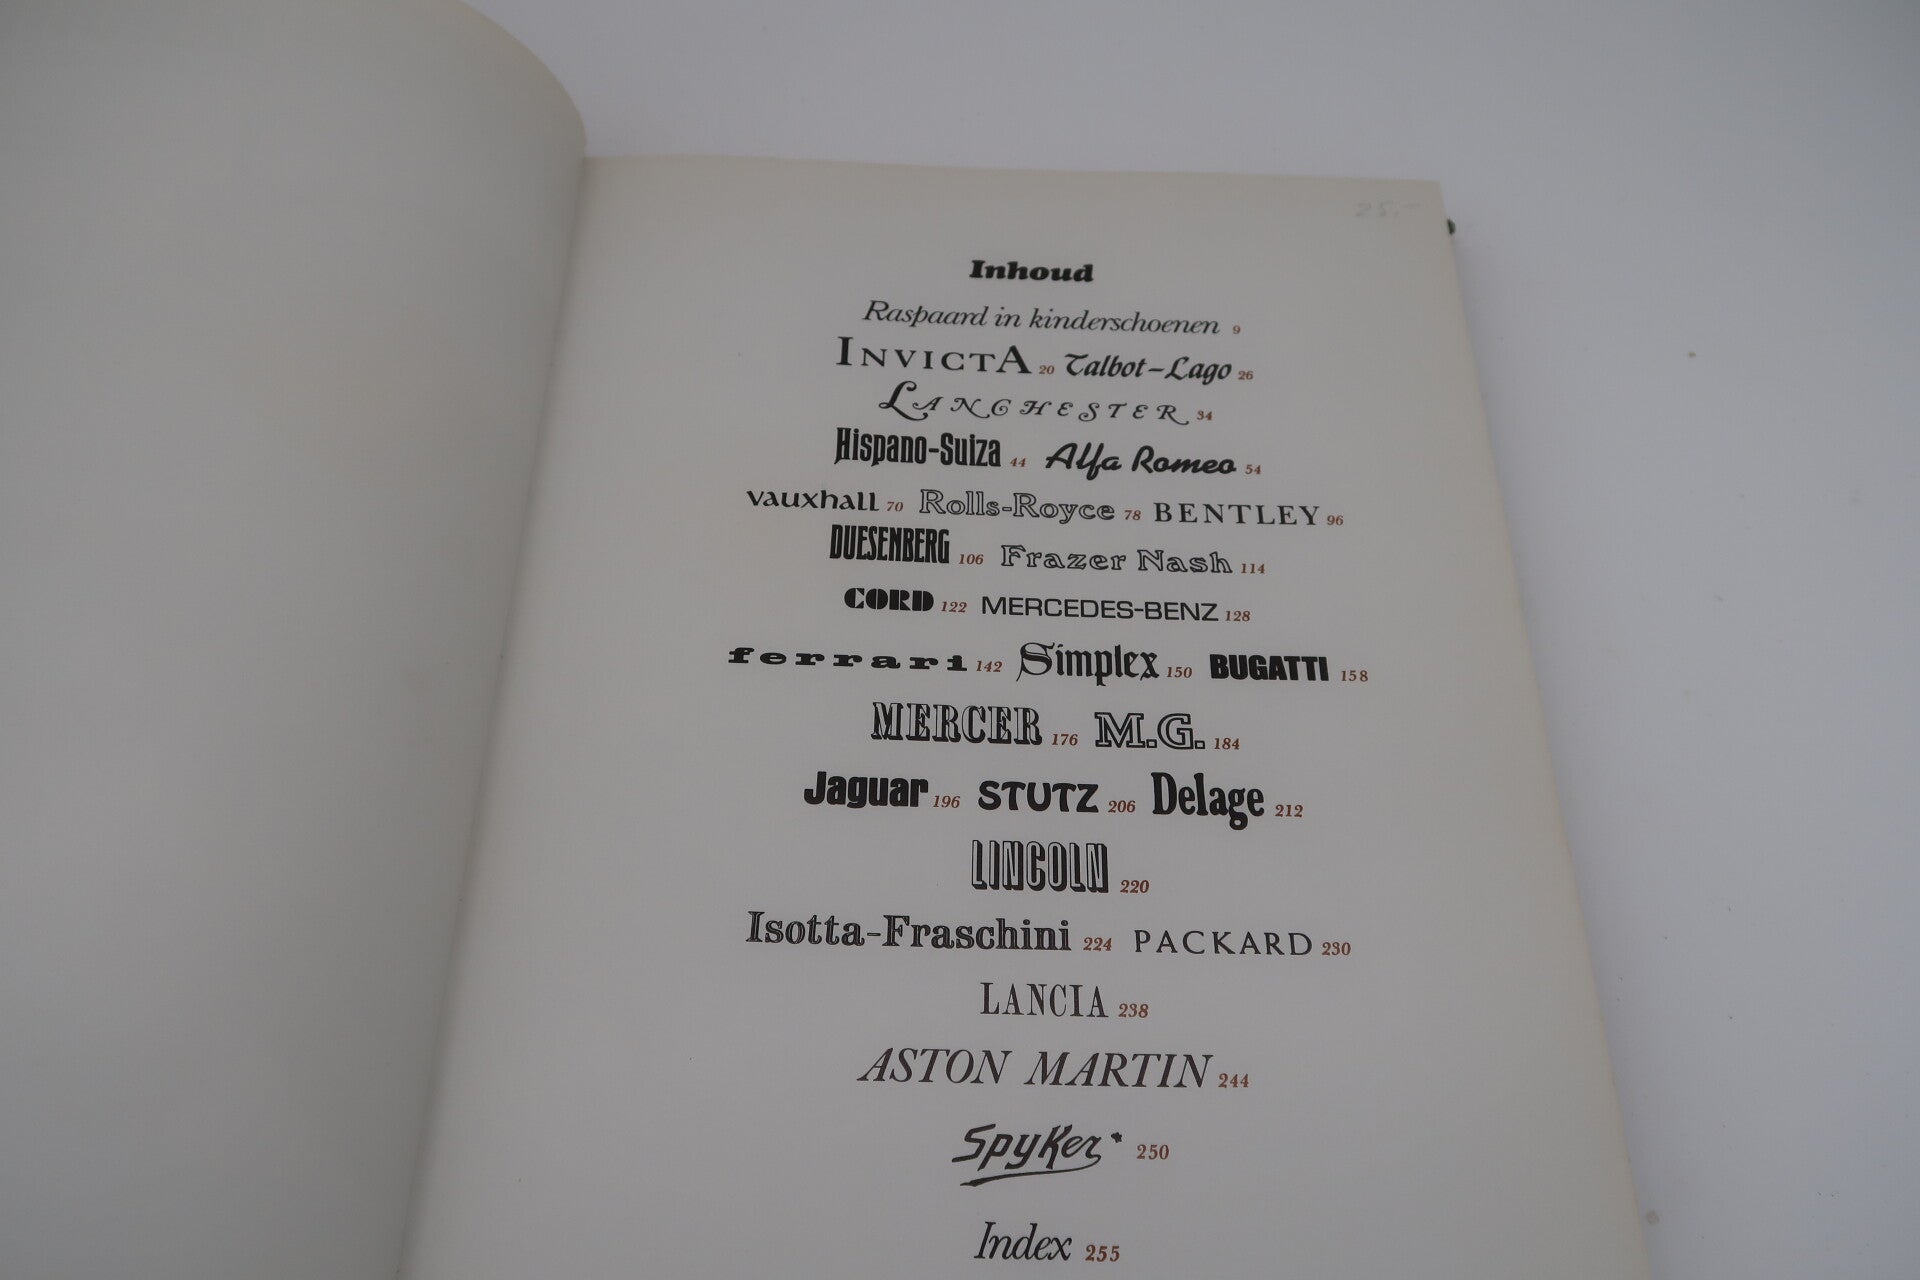 25,-
Inhoud
Raspaard in kinderschoenen 9
INVICTA 20 Talbot-Lago 26
LANCHESTER 34
Hispano-Suiza 44 Alfa Romeo 54
vauxhall 70 Rolls-Royce 78 BENTLEY 96
DUESENBERG 106 Frazer Nash 114
CORD 122 MERCEDES-BENZ 128
ferrari 142 Simplex 150 BUGATTI 158
MERCER 176 M.G. 184
Jaguar 196 STUTZ 206 Delage 212
LINCOLN 220
Isotta-Fraschini 224 PACKARD 230
LANCIA 238
ASTON MARTIN 244
Spyker* 250
Index 255